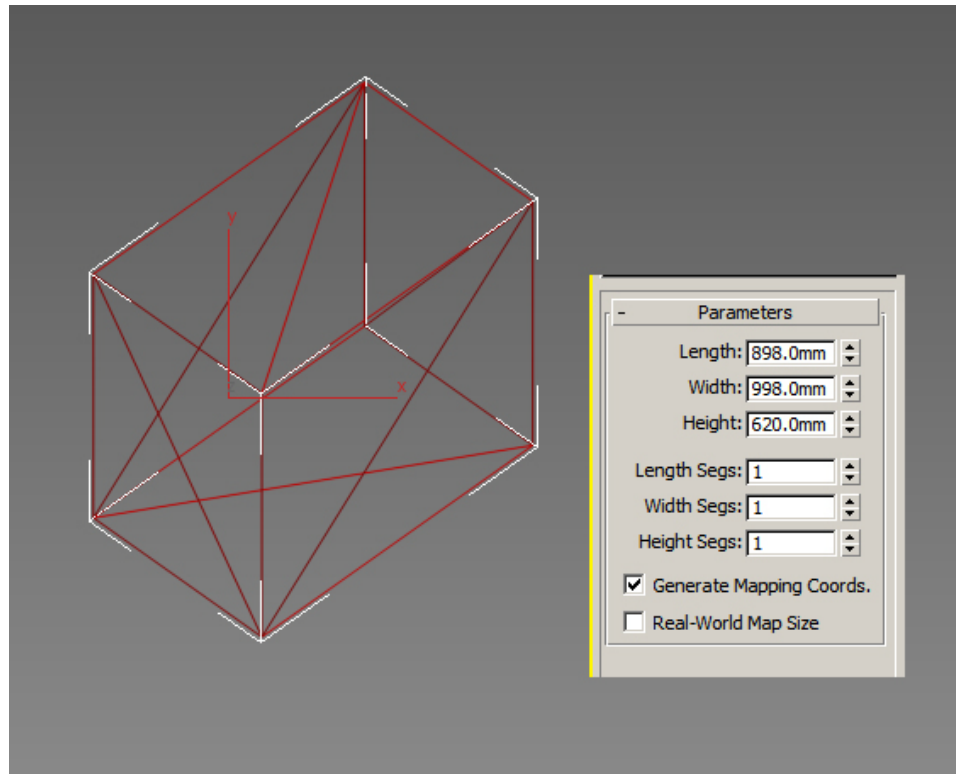 y
x
- Parameters
Length: 898.0mm
Width: 998.0mm
Height: 620.0mm
Length Segs: 1
Width Segs: 1
Height Segs: 1
Generate Mapping Coords.
Real-World Map Size